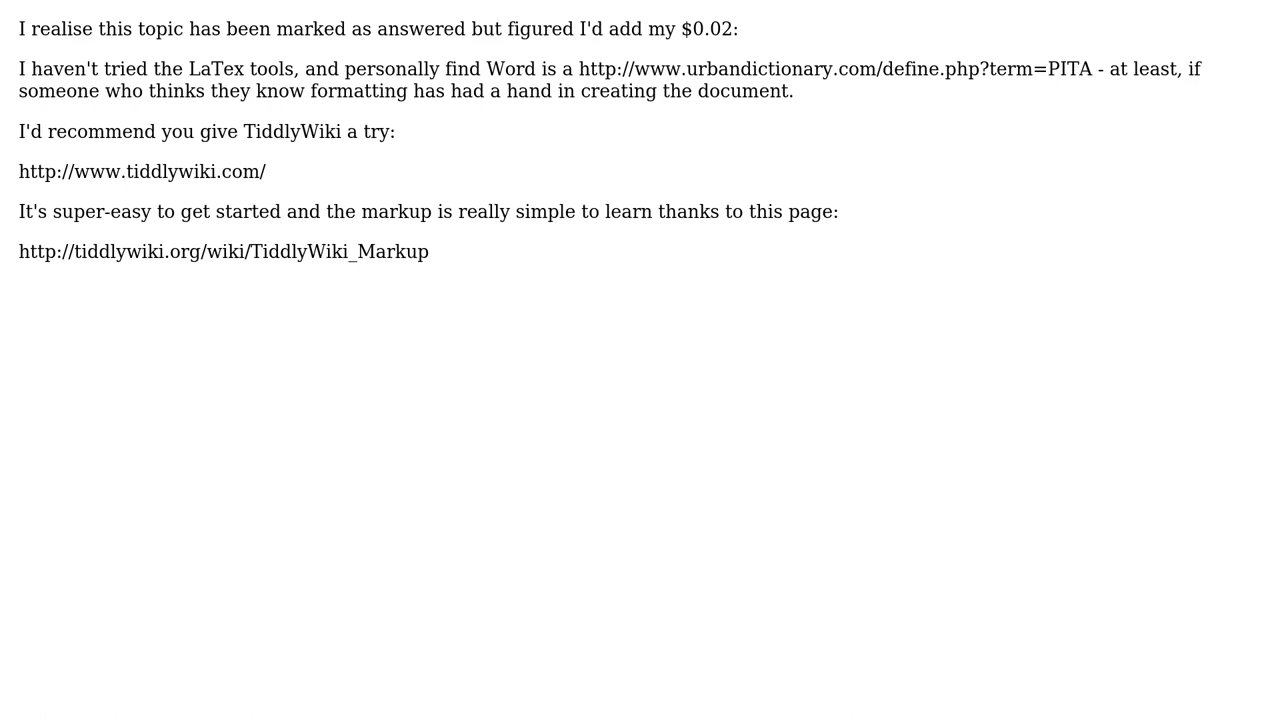 I realise this topic has been marked as answered but figured I'd add my $0.02:
I haven't tried the LaTex tools, and personally find Word is a http://www.urbandictionary.com/define.php?term=PITA - at least, if
someone who thinks they know formatting has had a hand in creating the document.
I'd recommend you give TiddlyWiki a try:
http://www.tiddlywiki.com/
It's super-easy to get started and the markup is really simple to learn thanks to this page:
http://tiddlywiki.org/wiki/TiddlyWiki_Markup